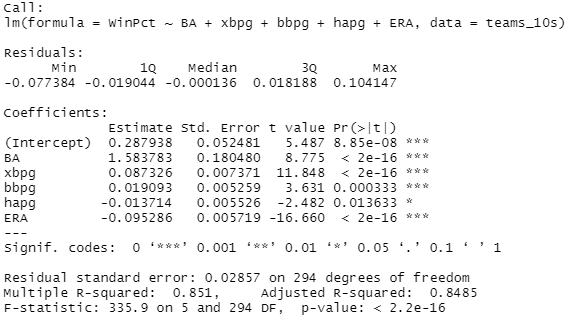 Call:
lm(formula = WinPct ~ BA + xbpg + bbpg + hapg + ERA, data = teams_10s)
Residuals:
Min 1Q Median 3Q Max
-0.077384 -0.019044 -0.000136 0.018188 0.104147
Coefficients:
Estimate Std. Error t value Pr(>|t|)
(Intercept) 0.287938 0.052481 5.487 8.85e-08 ***
BA 1.583783 0.180480 8.775 < 2e-16 ***
xbpg 0.087326 0.007371 11.848 < 2e-16 ***
bbpg 0.019093 0.005259 3.631 0.000333 ***
hapg -0.013714 0.005526 -2.482 0.013633 *
ERA -0.095286 0.005719 -16.660 < 2e-16 ***
---
Signif. codes: 0 ‘***’ 0.001 ‘**’ 0.01 ‘*’ 0.05 ‘.’ 0.1 ‘ ’ 1
Residual standard error: 0.02857 on 294 degrees of freedom
Multiple R-squared: 0.851, Adjusted R-squared: 0.8485
F-statistic: 335.9 on 5 and 294 DF, p-value: < 2.2e-16